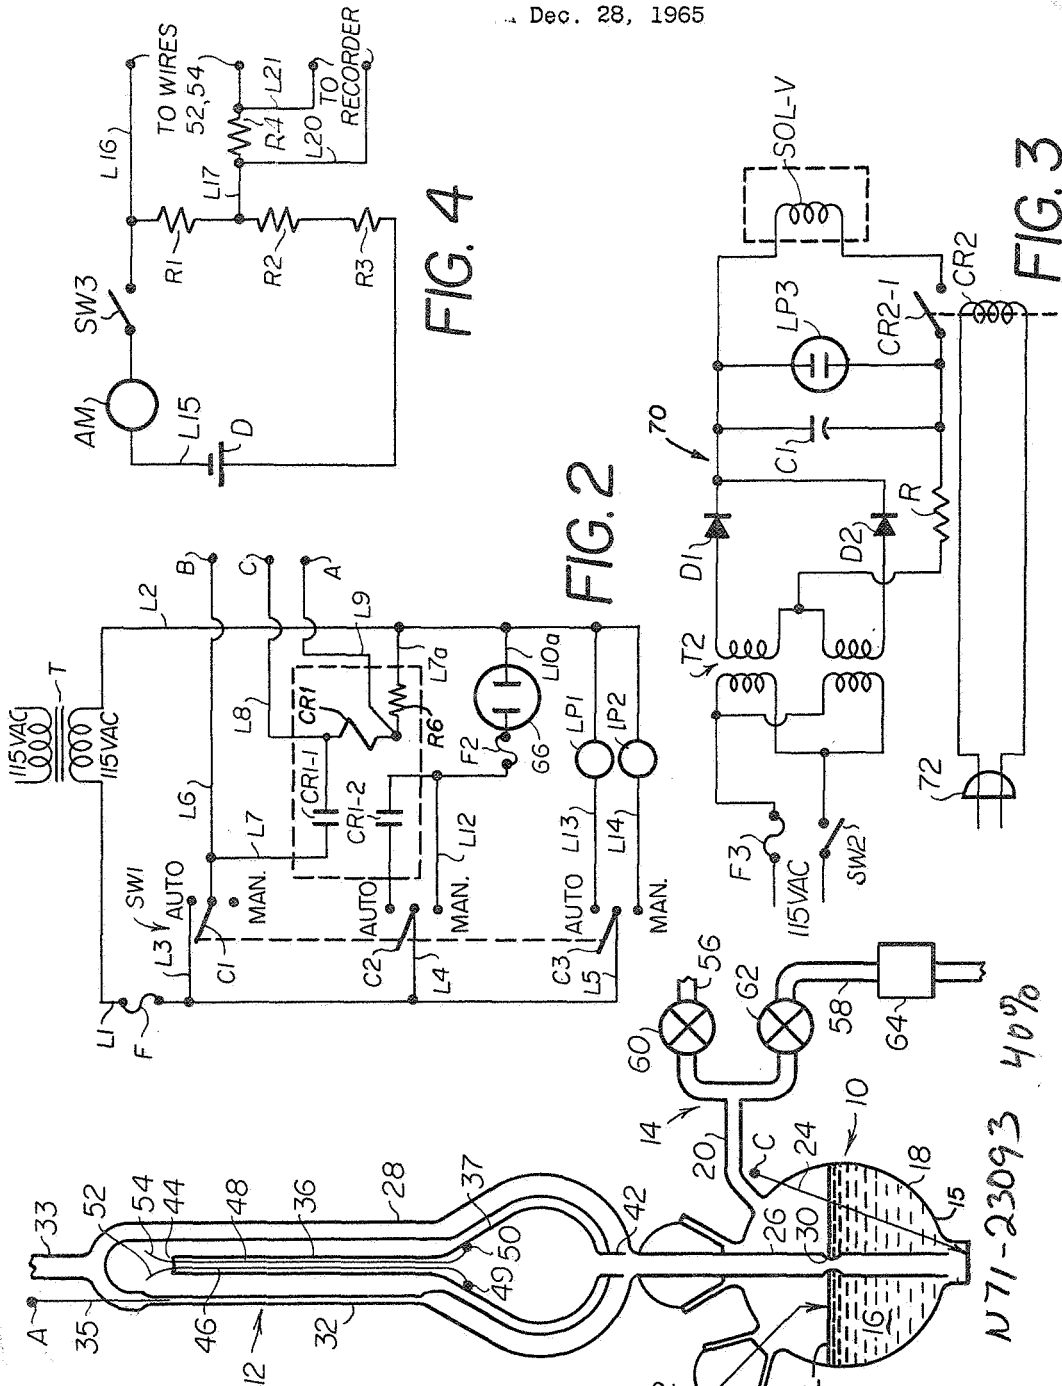 Dec. 28, 1965
TO WIRES
52,54
L16
L21
R4
TO
RECORDER
L20
L17
R1
R2
R3
SW3
AM
L15
D
FIG. 4
SOL-V
LP3
CR2-1
CR2
C1
70
D1
D2
R
T2
72
F3
115VAC
SW2
FIG. 3
115VAC
T
115VAC
L2
B
C
A
L9
L8
L6
L7
CR1
CR1-1
CR1-2
R6
L7a
L10a
F2
66
L12
LP1
LP2
L13
L14
SW1
AUTO
MAN.
C1
L3
L1
F
AUTO
MAN.
C2
L4
AUTO
MAN.
C3
L5
FIG. 2
33
52
54
44
48
36
28
37
A
35
46
32
12
49
50
42
14
20
C
60
56
62
58
64
10
24
18
15
26
30
16
N71-23093 40%